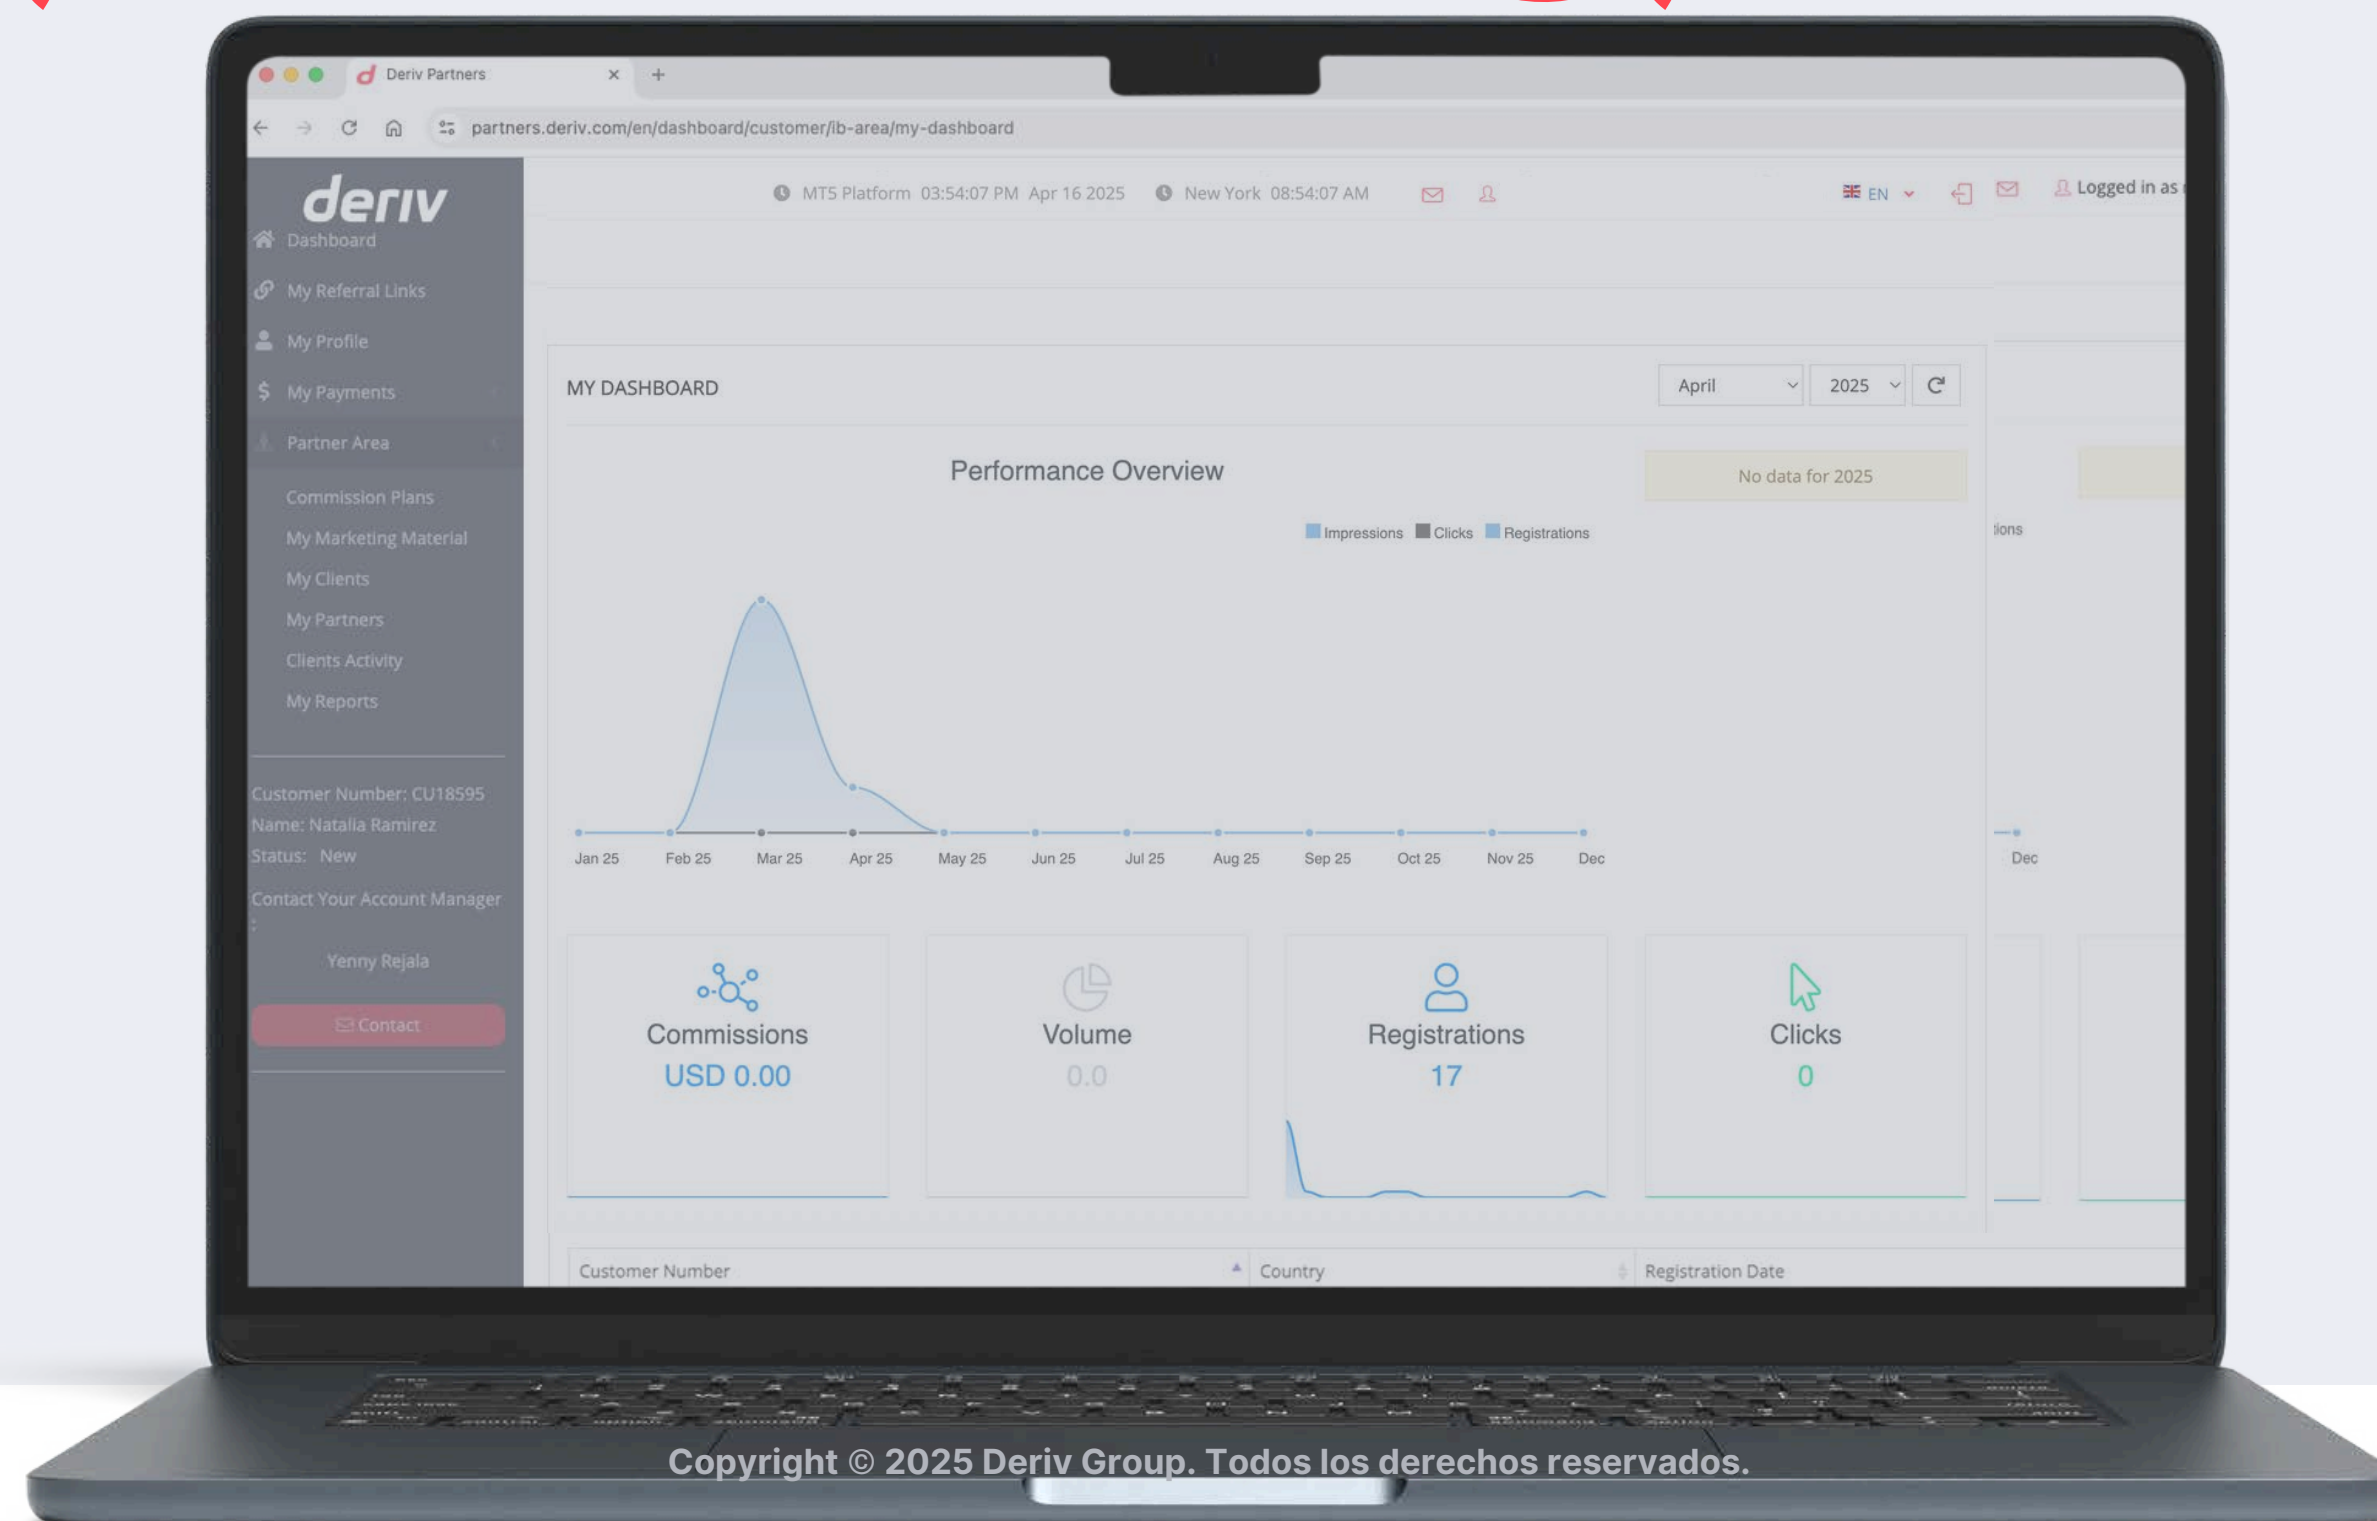 Deriv Partners
partners.deriv.com/en/dashboard/customer/ib-area/my-dashboard
deriv
MT5 Platform 03:54:07 PM Apr 16 2025 New York 08:54:07 AM
EN
Logged in as
Dashboard
My Referral Links
My Profile
$ My Payments
Partner Area
Commission Plans
My Marketing Material
My Clients
My Partners
Clients Activity
My Reports
Customer Number: CU18595
Name: Natalia Ramirez
Status: New
Contact Your Account Manager
:
Yenny Rejala
Contact
MY DASHBOARD
April 2025
Performance Overview
No data for 2025
Impressions Clicks Registrations
ions
Jan 25 Feb 25 Mar 25 Apr 25 May 25 Jun 25 Jul 25 Aug 25 Sep 25 Oct 25 Nov 25 Dec
Dec
Commissions
USD 0.00
Volume
0.0
Registrations
17
Clicks
0
Customer Number Country Registration Date
Copyright © 2025 Deriv Group. Todos los derechos reservados.